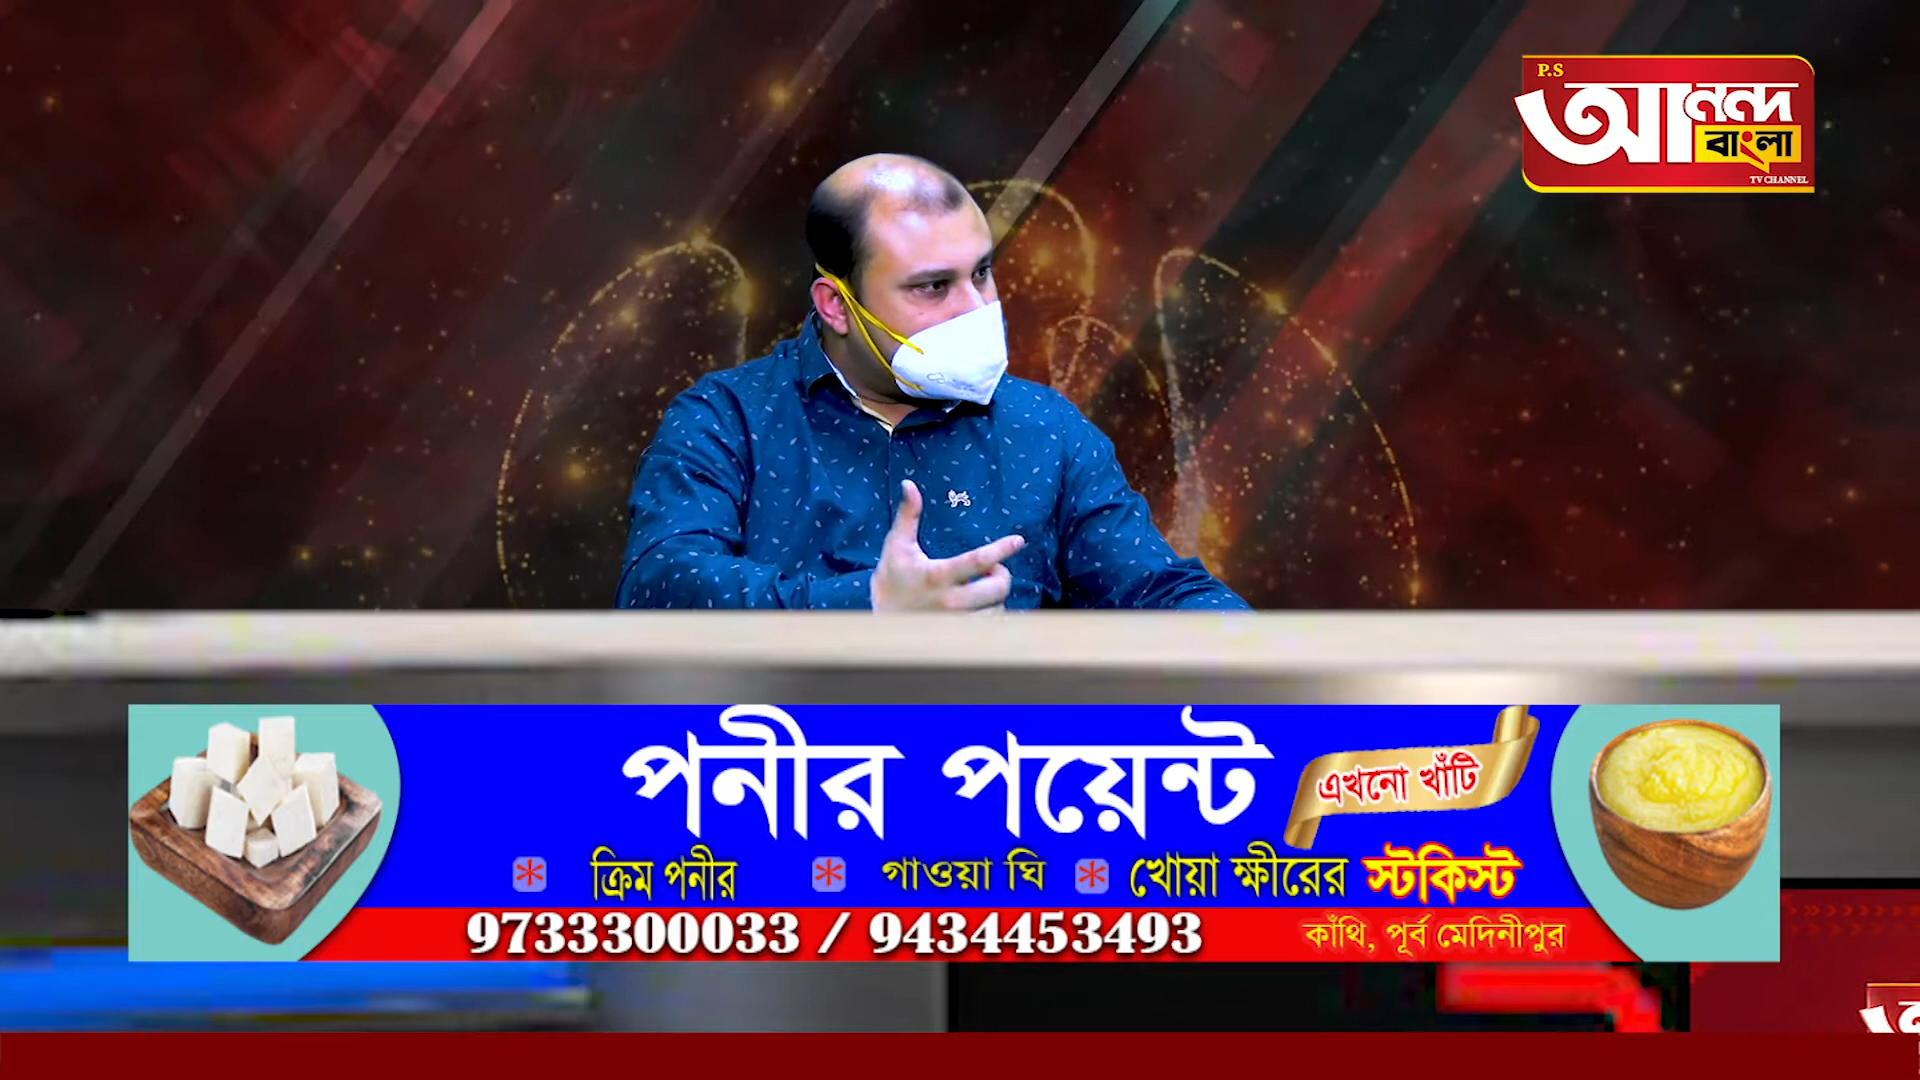 P.S
আনন্দ
বাংলা
TV CHANNEL
পনীর পয়েন্ট
এখনো খাঁটি
* ক্রিম পনীর * গাওয়া ঘি * খোয়া ক্ষীরের স্টকিস্ট
9733300033 / 9434453493 কাঁথি, পূর্ব মেদিনীপুর